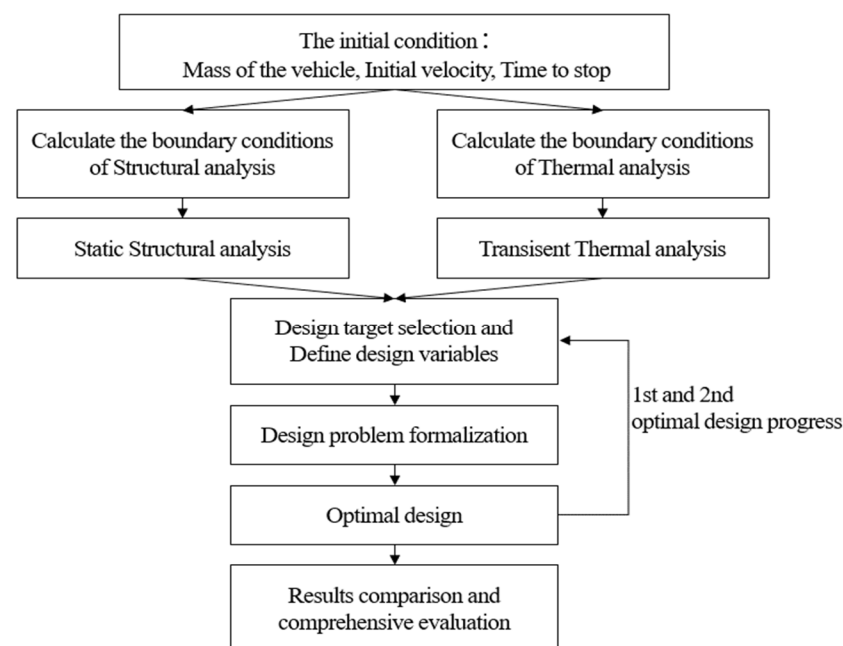 The initial condition：
Mass of the vehicle, Initial velocity, Time to stop
Calculate the boundary conditions
of Structural analysis
Calculate the boundary conditions
of Thermal analysis
Static Structural analysis
Transisent Thermal analysis
Design target selection and
Define design variables
1st and 2nd
optimal design progress
Design problem formalization
Optimal design
Results comparison and
comprehensive evaluation